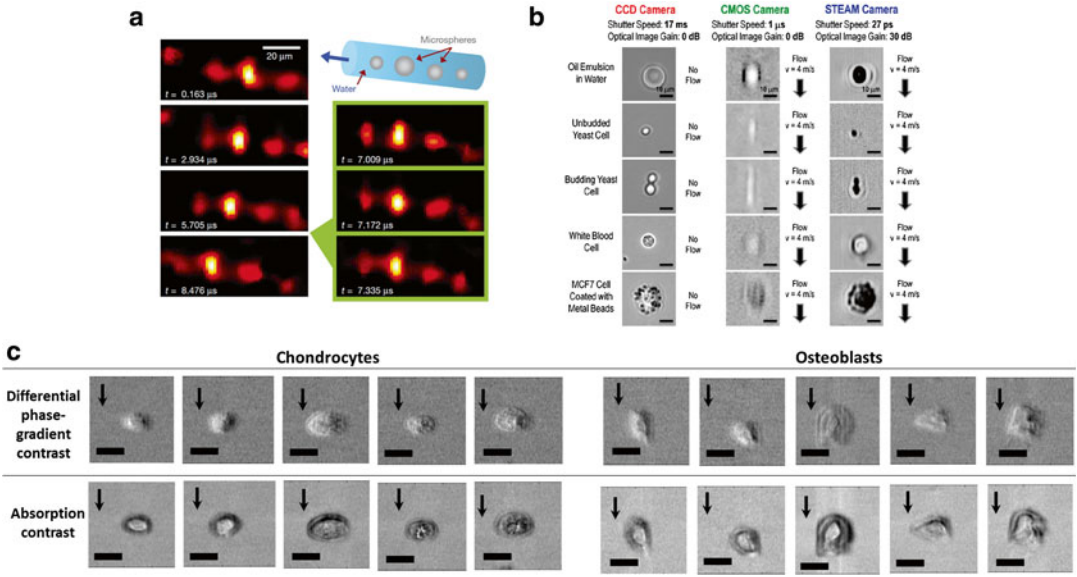 a
20 µm
t = 0.163 µs
t = 2.934 µs
t = 5.705 µs
t = 8.476 µs
Microspheres
Water
t = 7.009 µs
t = 7.172 µs
t = 7.335 µs
b
CCD Camera
Shutter Speed: 17 ms
Optical Image Gain: 0 dB
CMOS Camera
Shutter Speed: 1 µs
Optical Image Gain: 0 dB
STEAM Camera
Shutter Speed: 27 ps
Optical Image Gain: 30 dB
Oil Emulsion
in Water
10 µm
No
Flow
10 µm
Flow
v = 4 m/s
10 µm
Flow
v = 4 m/s
Unbudded
Yeast Cell
No
Flow
Flow
v = 4 m/s
Flow
v = 4 m/s
Budding Yeast
Cell
No
Flow
Flow
v = 4 m/s
Flow
v = 4 m/s
White Blood
Cell
No
Flow
Flow
v = 4 m/s
Flow
v = 4 m/s
MCF7 Cell
Coated with
Metal Beads
No
Flow
Flow
v = 4 m/s
Flow
v = 4 m/s
c
Chondrocytes
Osteoblasts
Differential
phase-
gradient
contrast
Absorption
contrast